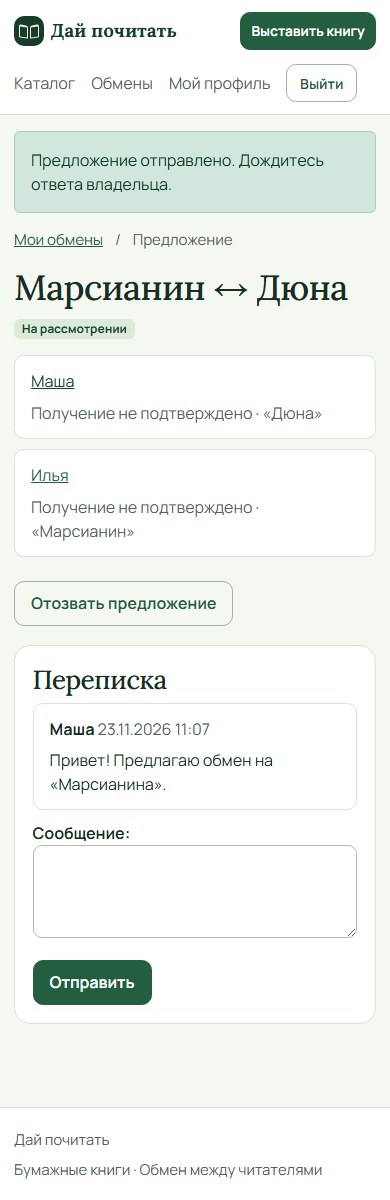 Дай почитать
Выставить книгу
Каталог
Обмены
Мой профиль
Выйти
Предложение отправлено. Дождитесь
ответа владельца.
Мои обмены / Предложение
Марсианин ↔ Дюна
На рассмотрении
Маша
Получение не подтверждено · «Дюна»
Илья
Получение не подтверждено ·
«Марсианин»
Отозвать предложение
Переписка
Маша 23.11.2026 11:07
Привет! Предлагаю обмен на
«Марсианина».
Сообщение:
Отправить
Дай почитать
Бумажные книги · Обмен между читателями